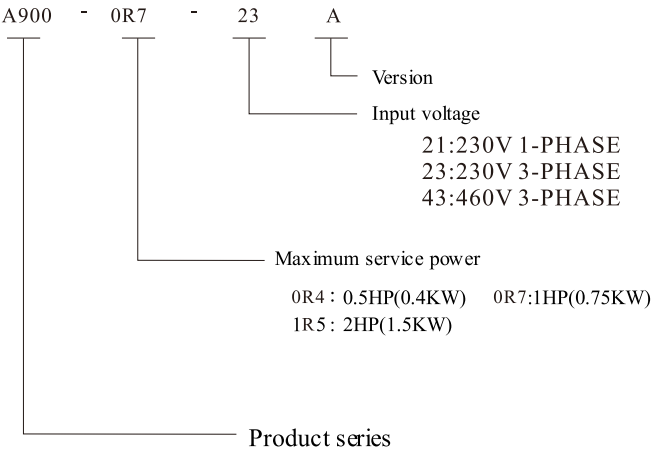 A900 - 0R7 - 23 A
Version
Input voltage
21:230V 1-PHASE
23:230V 3-PHASE
43:460V 3-PHASE
Maximum service power
0R4： 0.5HP(0.4KW) 0R7:1HP(0.75KW)
1R5 : 2HP(1.5KW)
Product series